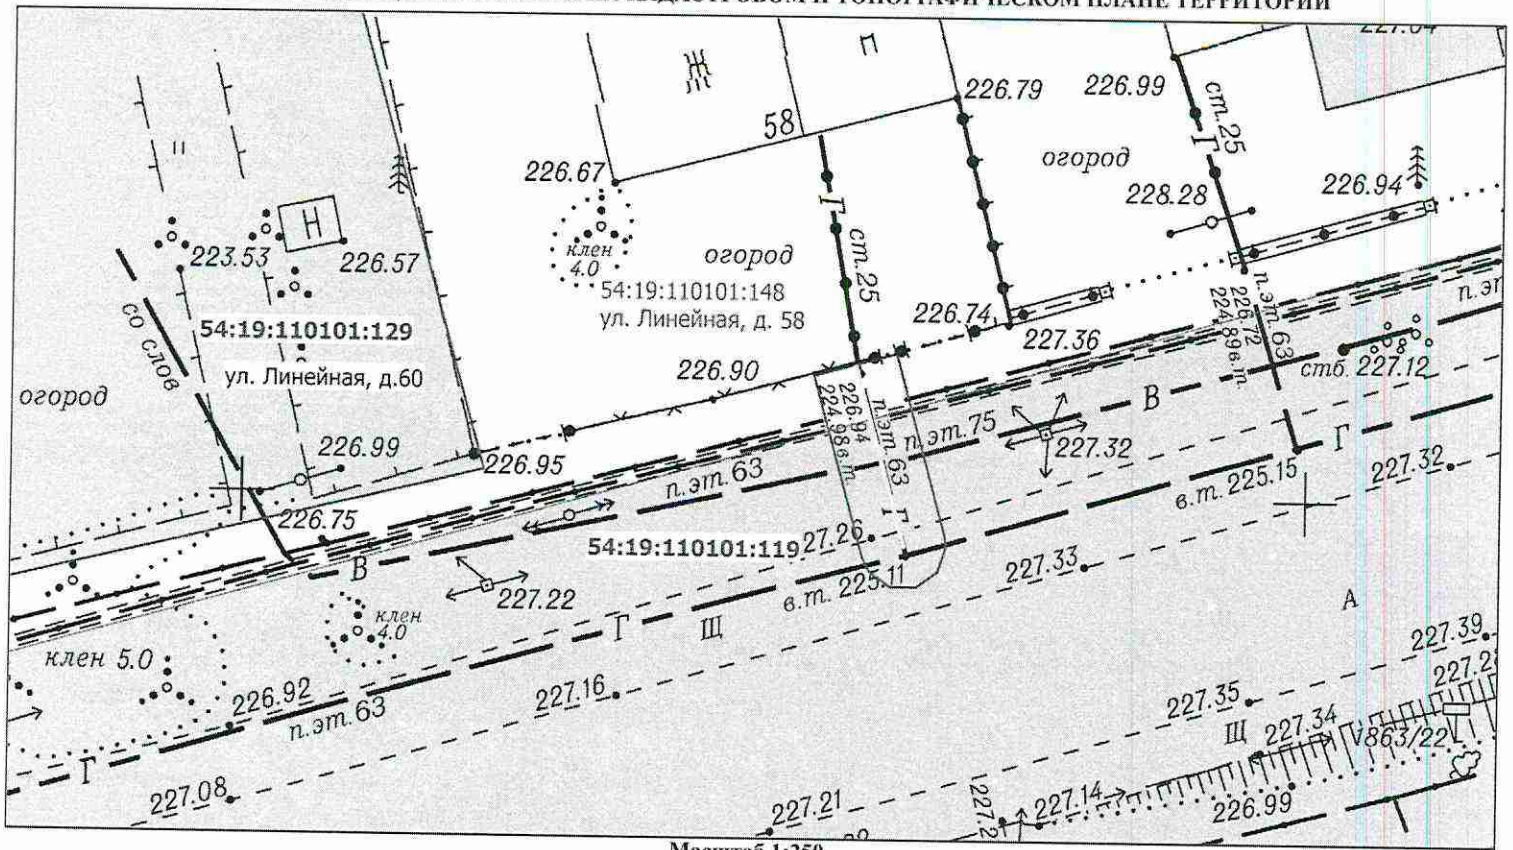 Ж
П
58
226.79
226.99
ст.25
Г
огород
226.67
228.28
226.94
Н
223.53
226.57
клен
4.0
огород
Г
ст.25
54:19:110101:148
ул. Линейная, д. 58
226.74
227.36
п.эт.63
226.72
224.89в.т.
п.эт
со слов
54:19:110101:129
ул. Линейная, д.60
огород
226.90
стб. 227.12
226.94
224.98в.т.
п.эт. 63
Г
п.эт.75
В
227.32
Г
227.32
226.99
226.95
п.эт.63
в.т. 225.15
226.75
54:19:110101:119
27.26
В
227.22
в.т. 225.11
227.33
А
клен
4.0
Г
Щ
клен 5.0
226.92
п.эт.63
227.16
227.39
227.35
Щ
227.34
Г
227.08
227.21
227.14
226.99
Масштаб 1:250